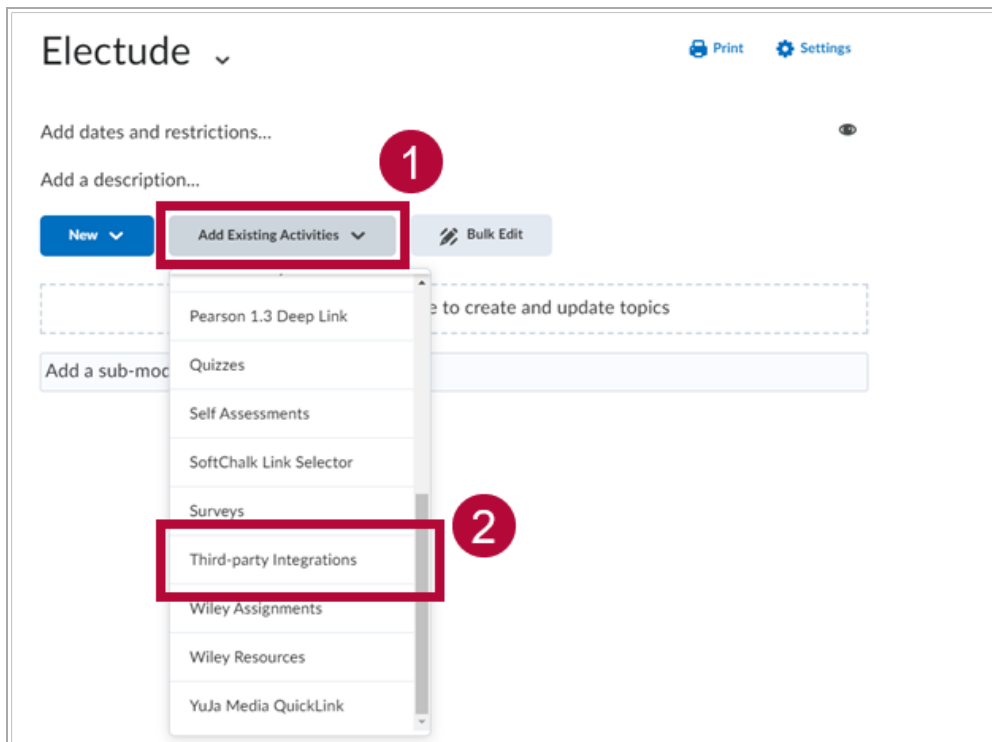 Electude
Print
Settings
Add dates and restrictions...
1
Add a description...
New
Add Existing Activities
Bulk Edit
e to create and update topics
Pearson 1.3 Deep Link
Add a sub-mod
Quizzes
Self Assessments
SoftChalk Link Selector
Surveys
2
Third-party Integrations
Wiley Assignments
Wiley Resources
YuJa Media QuickLink